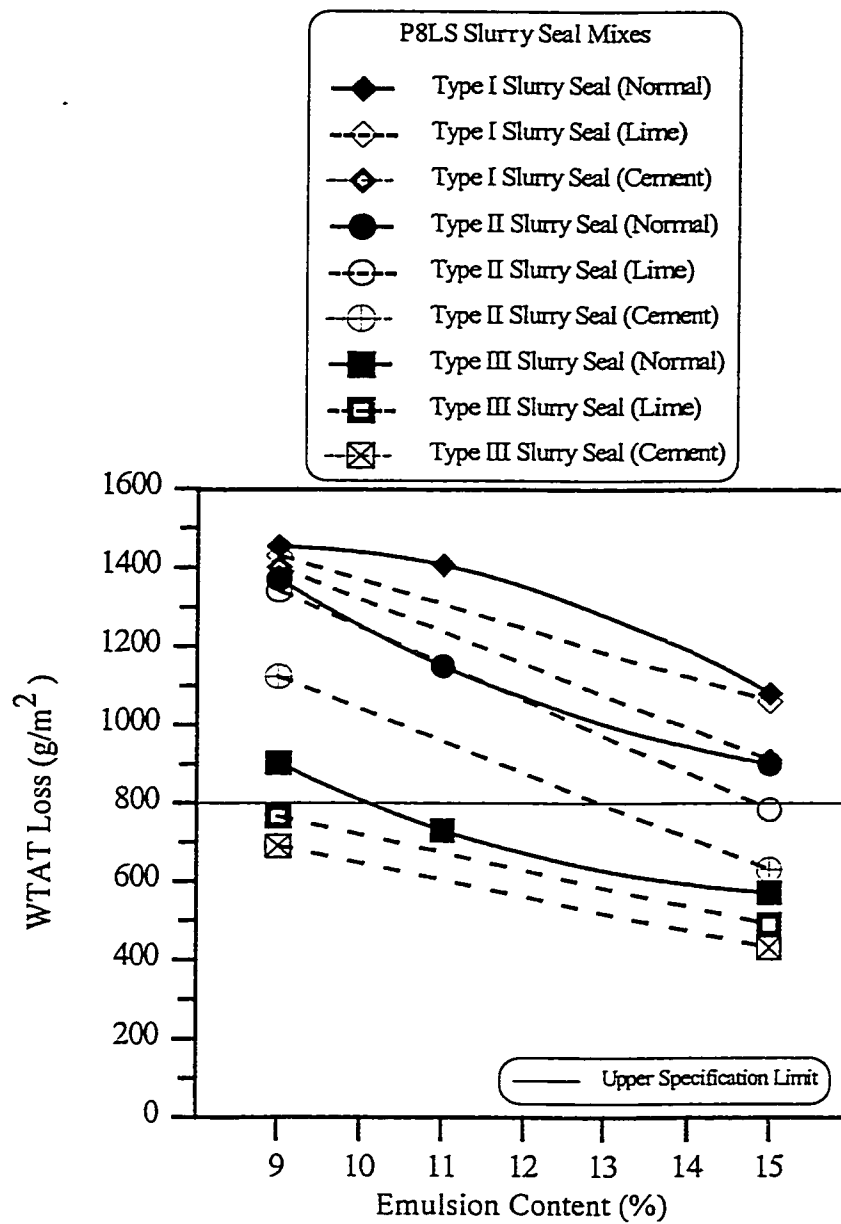 P8LS Slurry Seal Mixes
Type I Slurry Seal (Normal)
Type I Slurry Seal (Lime)
Type I Slurry Seal (Cement)
Type II Slurry Seal (Normal)
Type II Slurry Seal (Lime)
Type II Slurry Seal (Cement)
Type III Slurry Seal (Normal)
Type III Slurry Seal (Lime)
Type III Slurry Seal (Cement)
1600
1400
1200
1000
800
600
400
200
0
WTAT Loss (g/m²)
Upper Specification Limit
9 10 11 12 13 14 15
Emulsion Content (%)